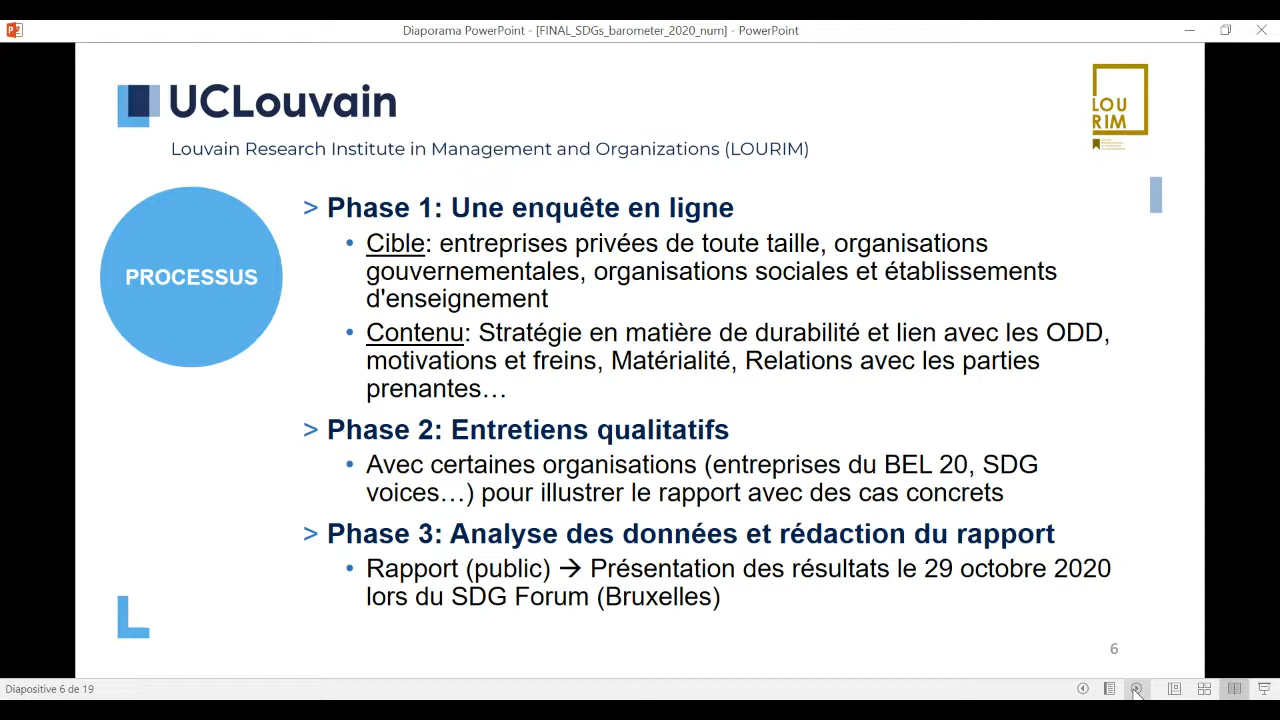 Diaporama PowerPoint - [FINAL_SDGs_barometer_2020_num] - PowerPoint
UCLouvain
LOU
RIM
Louvain Research Institute in Management and Organizations (LOURIM)
PROCESSUS
> Phase 1: Une enquête en ligne
• Cible: entreprises privées de toute taille, organisations
gouvernementales, organisations sociales et établissements
d'enseignement
• Contenu: Stratégie en matière de durabilité et lien avec les ODD,
motivations et freins, Matérialité, Relations avec les parties
prenantes…
> Phase 2: Entretiens qualitatifs
• Avec certaines organisations (entreprises du BEL 20, SDG
voices…) pour illustrer le rapport avec des cas concrets
> Phase 3: Analyse des données et rédaction du rapport
• Rapport (public) → Présentation des résultats le 29 octobre 2020
lors du SDG Forum (Bruxelles)
6
Diapositive 6 de 19